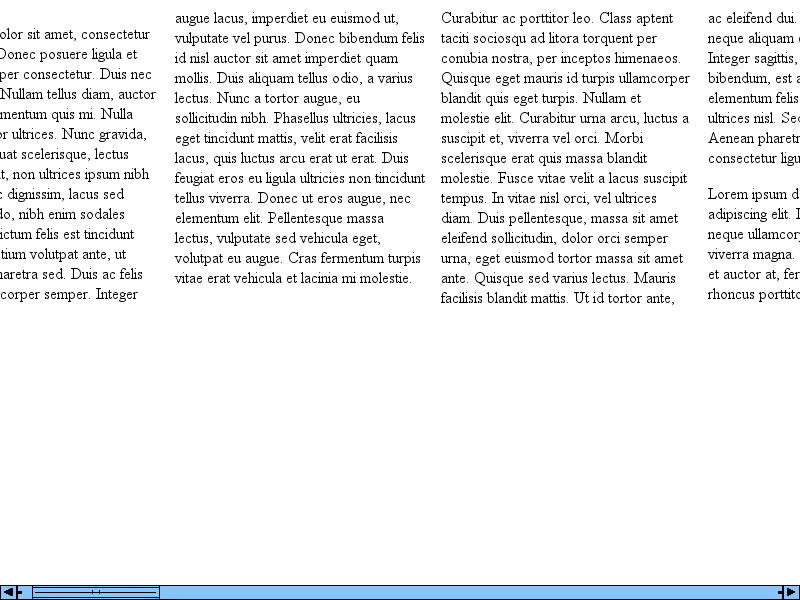 olor sit amet, consectetur
Donec posuere ligula et
per consectetur. Duis nec
Nullam tellus diam, auctor
mentum quis mi. Nulla
or ultrices. Nunc gravida,
uat scelerisque, lectus
t, non ultrices ipsum nibh
c dignissim, lacus sed
do, nibh enim sodales
ictum felis est tincidunt
tium volutpat ante, ut
aretra sed. Duis ac felis
corper semper. Integer
augue lacus, imperdiet eu euismod ut,
vulputate vel purus. Donec bibendum felis
id nisl auctor sit amet imperdiet quam
mollis. Duis aliquam tellus odio, a varius
lectus. Nunc a tortor augue, eu
sollicitudin nibh. Phasellus ultricies, lacus
eget tincidunt mattis, velit erat facilisis
lacus, quis luctus arcu erat ut erat. Duis
feugiat eros eu ligula ultricies non tincidunt
tellus viverra. Donec ut eros augue, nec
elementum elit. Pellentesque massa
lectus, vulputate sed vehicula eget,
volutpat eu augue. Cras fermentum turpis
vitae erat vehicula et lacinia mi molestie.
Curabitur ac porttitor leo. Class aptent
taciti sociosqu ad litora torquent per
conubia nostra, per inceptos himenaeos.
Quisque eget mauris id turpis ullamcorper
blandit quis eget turpis. Nullam et
molestie elit. Curabitur urna arcu, luctus a
suscipit et, viverra vel orci. Morbi
scelerisque erat quis massa blandit
molestie. Fusce vitae velit a lacus suscipit
tempus. In vitae nisl orci, vel ultrices
diam. Duis pellentesque, massa sit amet
eleifend sollicitudin, dolor orci semper
urna, eget euismod tortor massa sit amet
ante. Quisque sed varius lectus. Mauris
facilisis blandit mattis. Ut id tortor ante,
ac eleifend dui.
neque aliquam
Integer sagittis,
bibendum, est a
elementum felis
ultrices nisl. Sed
Aenean pharetr
consectetur ligu
Lorem ipsum d
adipiscing elit.
neque ullamcorp
viverra magna.
et auctor at, fer
rhoncus porttito